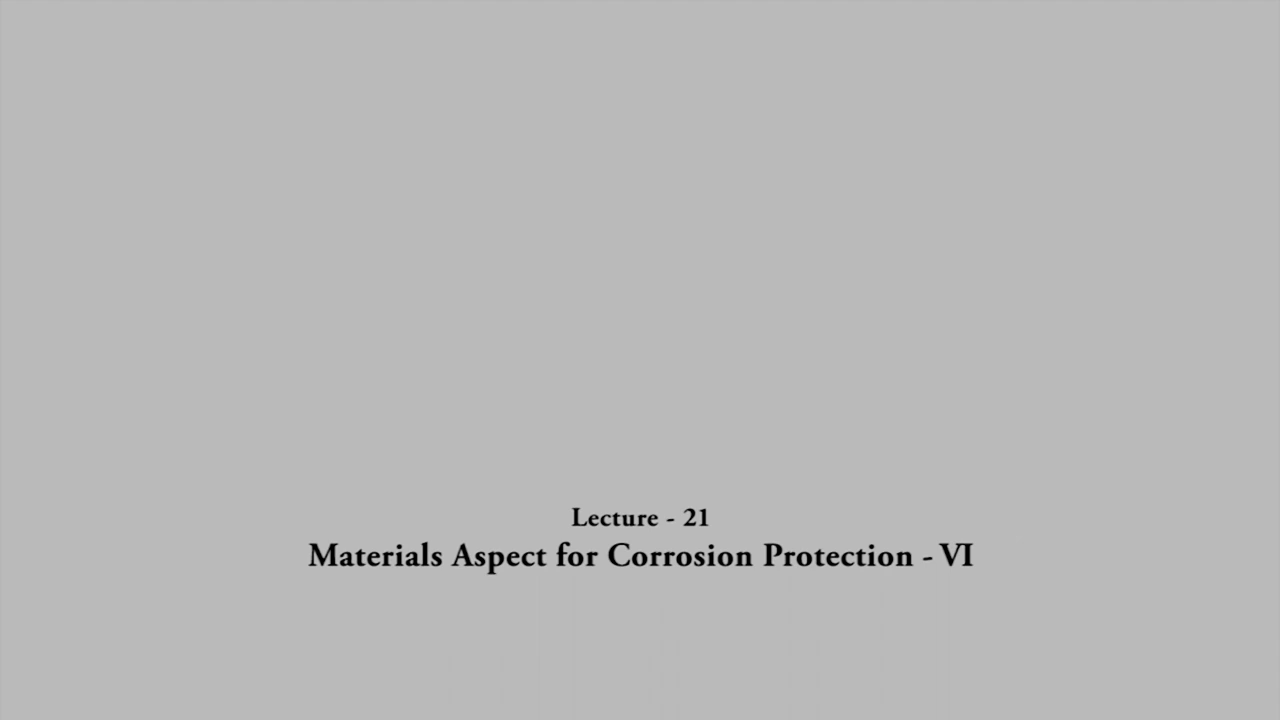 Lecture - 21
Materials Aspect for Corrosion Protection - VI